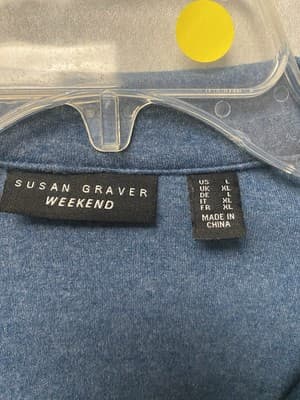 SUSAN GRAVER
WEEKEND
US L
UK XL
DE L
IT XL
FR XL
MADE IN
CHINA